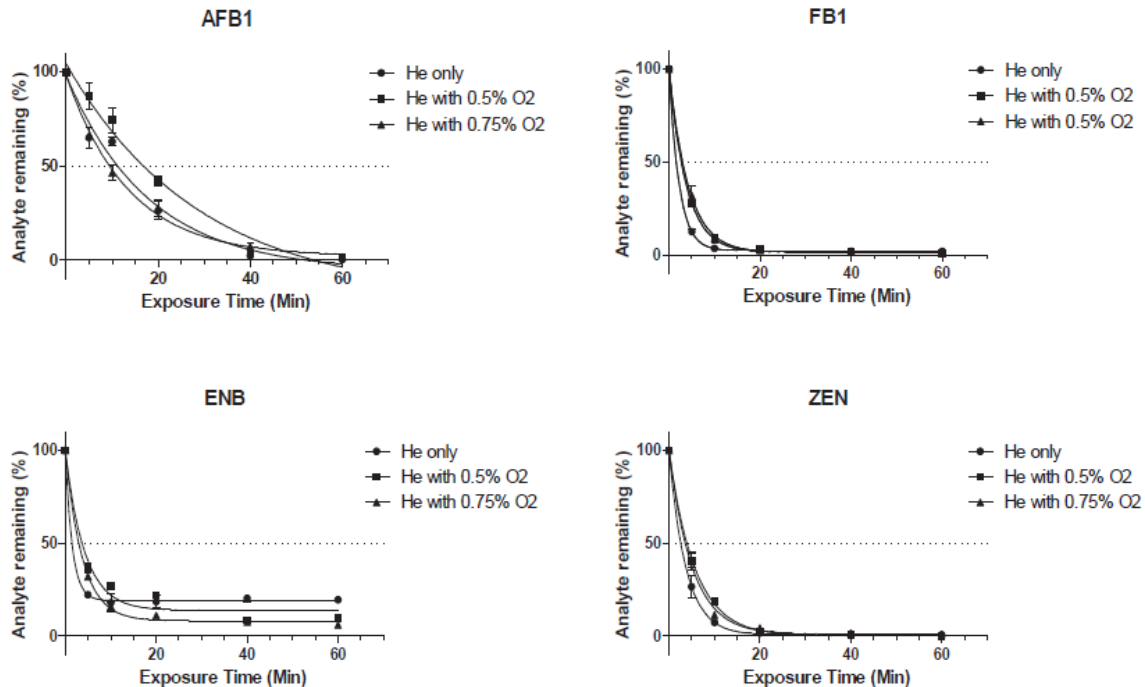 AFB1
Analyte remaining (%)
100
50
0
20
40
60
Exposure Time (Min)
He only
He with 0.5% O2
He with 0.75% O2
FB1
Analyte remaining (%)
100
50
0
20
40
60
Exposure Time (Min)
He only
He with 0.5% O2
He with 0.5% O2
ENB
Analyte remaining (%)
100
50
0
20
40
60
Exposure Time (Min)
He only
He with 0.5% O2
He with 0.75% O2
ZEN
Analyte remaining (%)
100
50
0
20
40
60
Exposure Time (Min)
He only
He with 0.5% O2
He with 0.75% O2